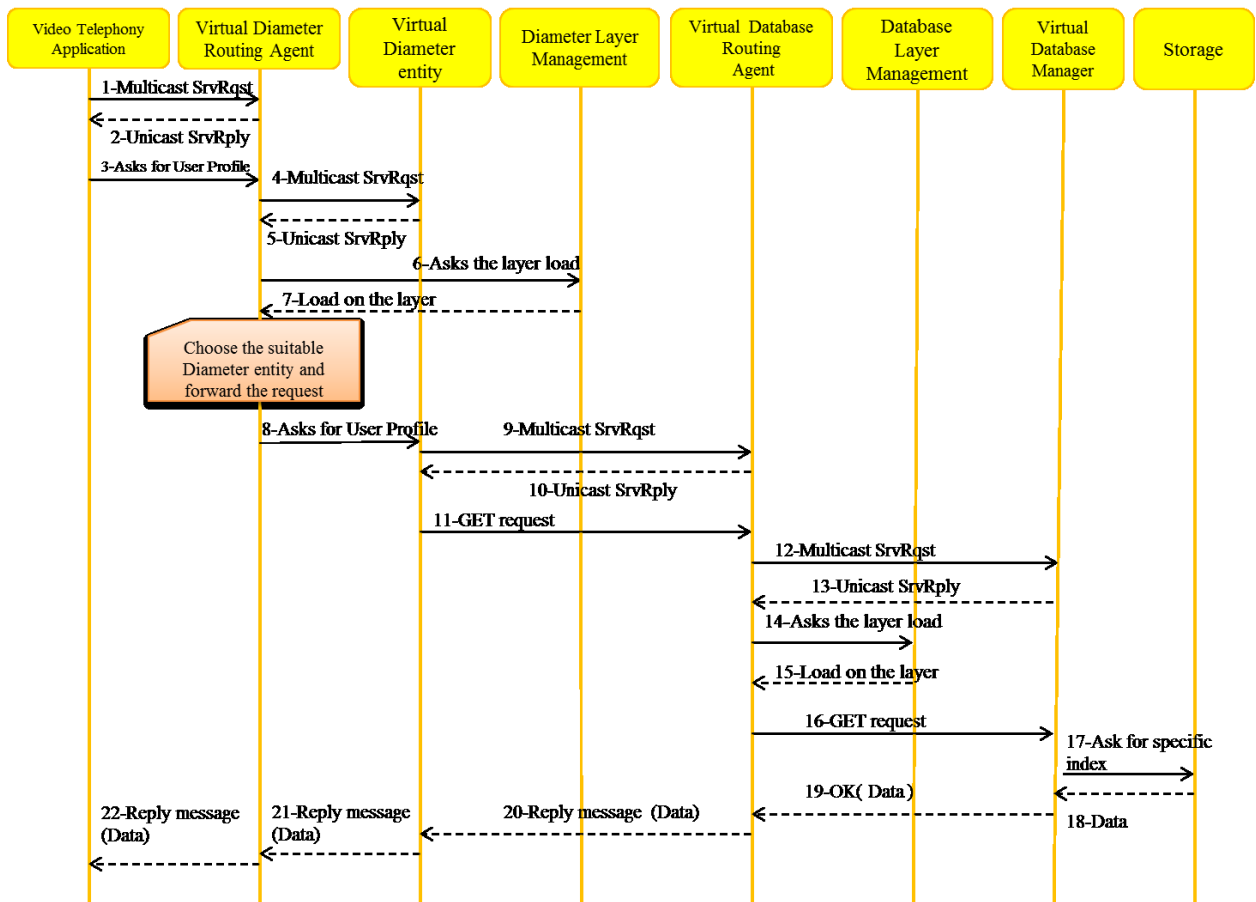 Video Telephony
Application
Virtual Diameter
Routing Agent
Virtual
Diameter
entity
Diameter Layer
Management
Virtual Database
Routing
Agent
Database
Layer
Management
Virtual
Database
Manager
Storage
1-Multicast SrvRqst
2-Unicast SrvRply
3-Asks for User Profile
4-Multicast SrvRqst
5-Unicast SrvRply
6-Asks the layer load
7-Load on the layer
Choose the suitable
Diameter entity and
forward the request
8-Asks for User Profile
9-Multicast SrvRqst
10-Unicast SrvRply
11-GET request
12-Multicast SrvRqst
13-Unicast SrvRply
14-Asks the layer load
15-Load on the layer
16-GET request
17-Ask for specific
index
18-Data
19-OK( Data )
20-Reply message (Data)
21-Reply message
(Data)
22-Reply message
(Data)